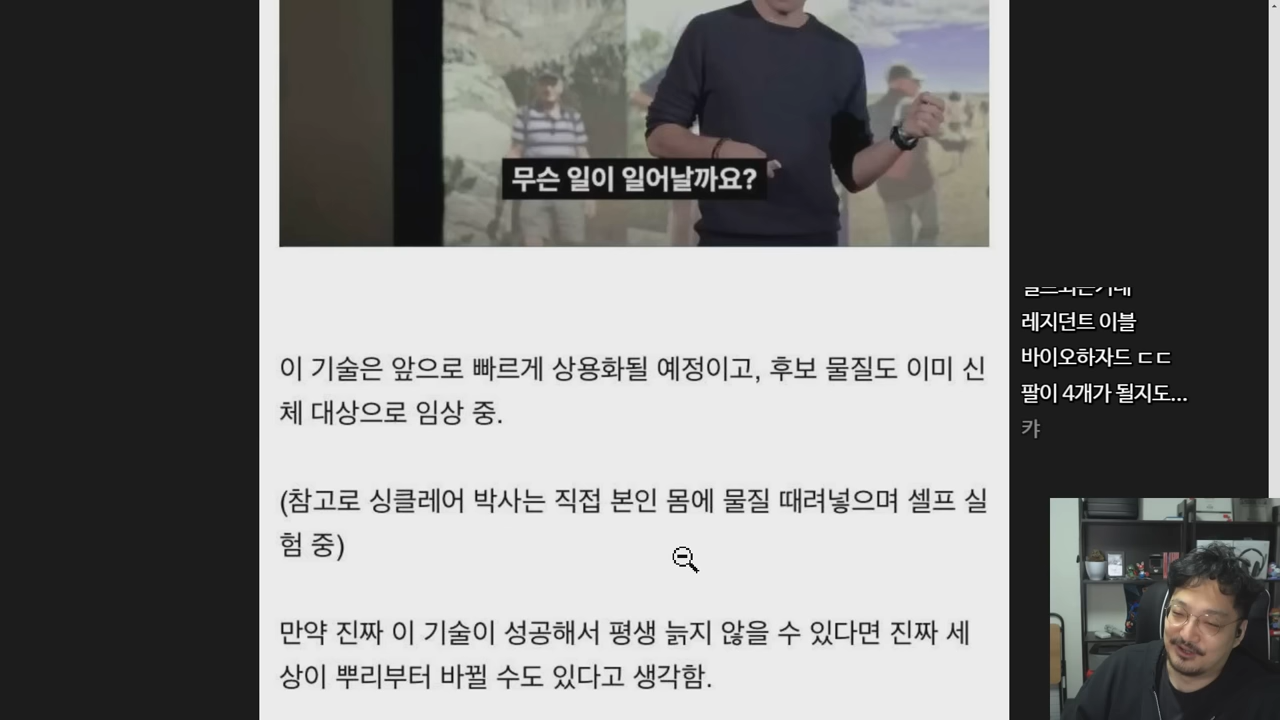 무슨 일이 일어날까요?
이 기술은 앞으로 빠르게 상용화될 예정이고, 후보 물질도 이미 신
체 대상으로 임상 중.
(참고로 싱클레어 박사는 직접 본인 몸에 물질 때려넣으며 셀프 실
험 중)
만약 진짜 이 기술이 성공해서 평생 늙지 않을 수 있다면 진짜 세
상이 뿌리부터 바뀔 수도 있다고 생각함.
레지던트 이블
바이오하자드 ㄷㄷ
팔이 4개가 될지도...
캬